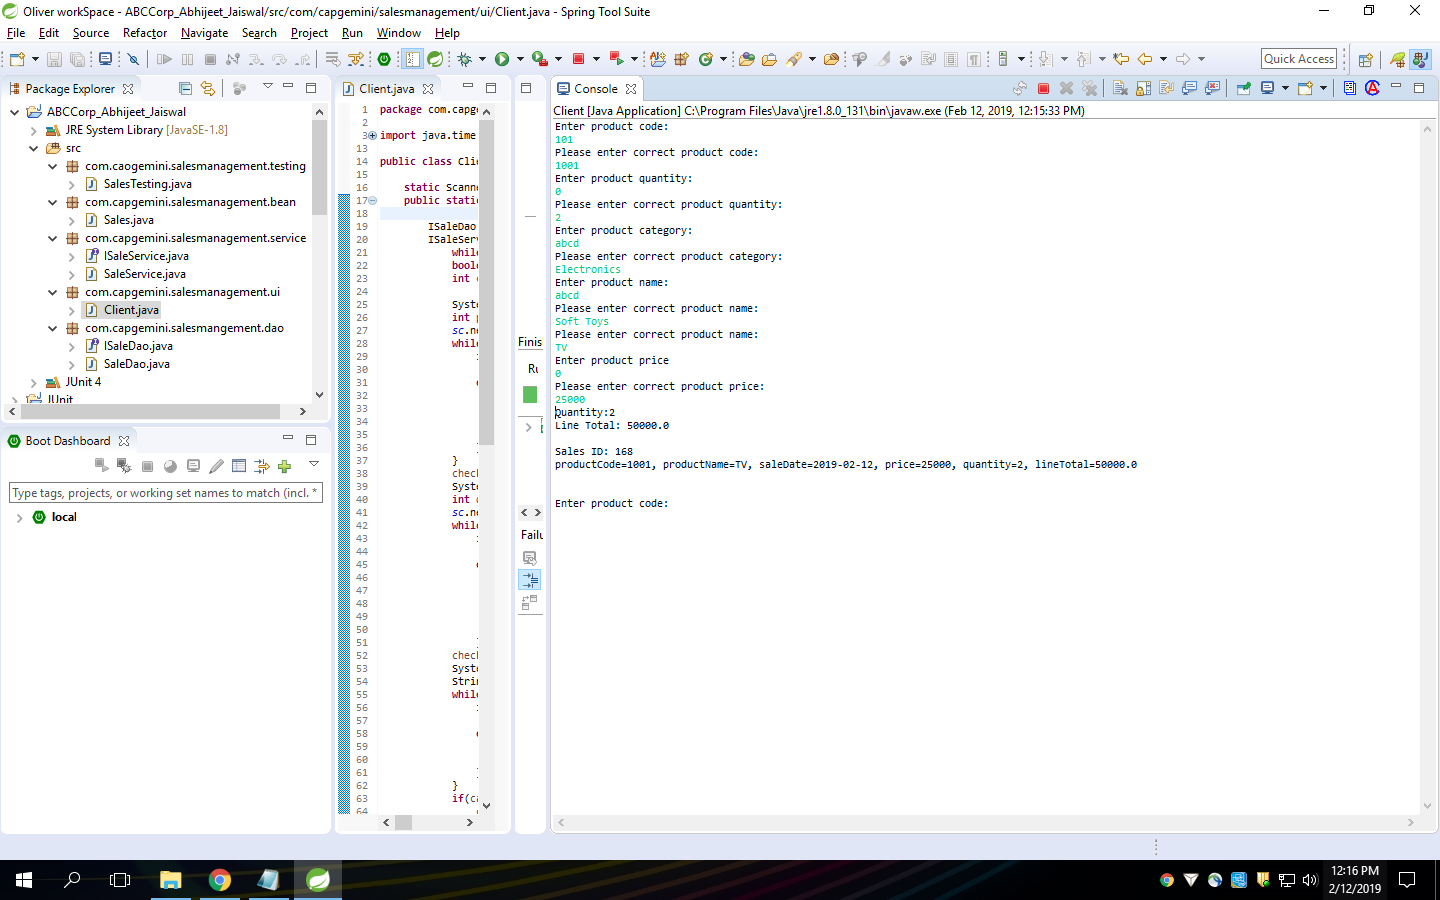 Oliver workSpace - ABCCorp_Abhijeet_Jaiswal/src/com/capgemini/salesmanagement/ui/Client.java - Spring Tool Suite
File Edit Source Refactor Navigate Search Project Run Window Help
Quick Access
Package Explorer
ABCCorp_Abhijeet_Jaiswal
JRE System Library [JavaSE-1.8]
src
com.caogemini.salesmanagement.testing
SalesTesting.java
com.capgemini.salesmanagement.bean
Sales.java
com.capgemini.salesmanagement.service
ISaleService.java
SaleService.java
com.capgemini.salesmanagement.ui
Client.java
com.capgemini.salesmangement.dao
ISaleDao.java
SaleDao.java
JUnit 4
JUnit
Boot Dashboard
Type tags, projects, or working set names to match (incl. *
local
Client.java
1 package com.capg
2
3 import java.time
13
14 public class Cli
15
16 static Scann
17 public stati
18
19 ISaleDao
20 ISaleSer
21 while
22 boole
23 int
24
25 Syst
26 int
27 sc.ne
28 while
29
30
31
32
33
34
35
36
37 }
38 chec
39 Syst
40 int
41 sc.ne
42 while
43
44
45
46
47
48
49
50
51
52 chec
53 Syst
54 Strin
55 while
56
57
58
59
60
61
62 }
63 if(ca
64
Finis
Ru
Failu
Console
Client [Java Application] C:\Program Files\Java\jre1.8.0_131\bin\javaw.exe (Feb 12, 2019, 12:15:33 PM)
Enter product code:
101
Please enter correct product code:
1001
Enter product quantity:
0
Please enter correct product quantity:
2
Enter product category:
abcd
Please enter correct product category:
Electronics
Enter product name:
abcd
Please enter correct product name:
Soft Toys
Please enter correct product name:
TV
Enter product price
0
Please enter correct product price:
25000
Quantity:2
Line Total: 50000.0
Sales ID: 168
productCode=1001, productName=TV, saleDate=2019-02-12, price=25000, quantity=2, lineTotal=50000.0
Enter product code:
12:16 PM
2/12/2019